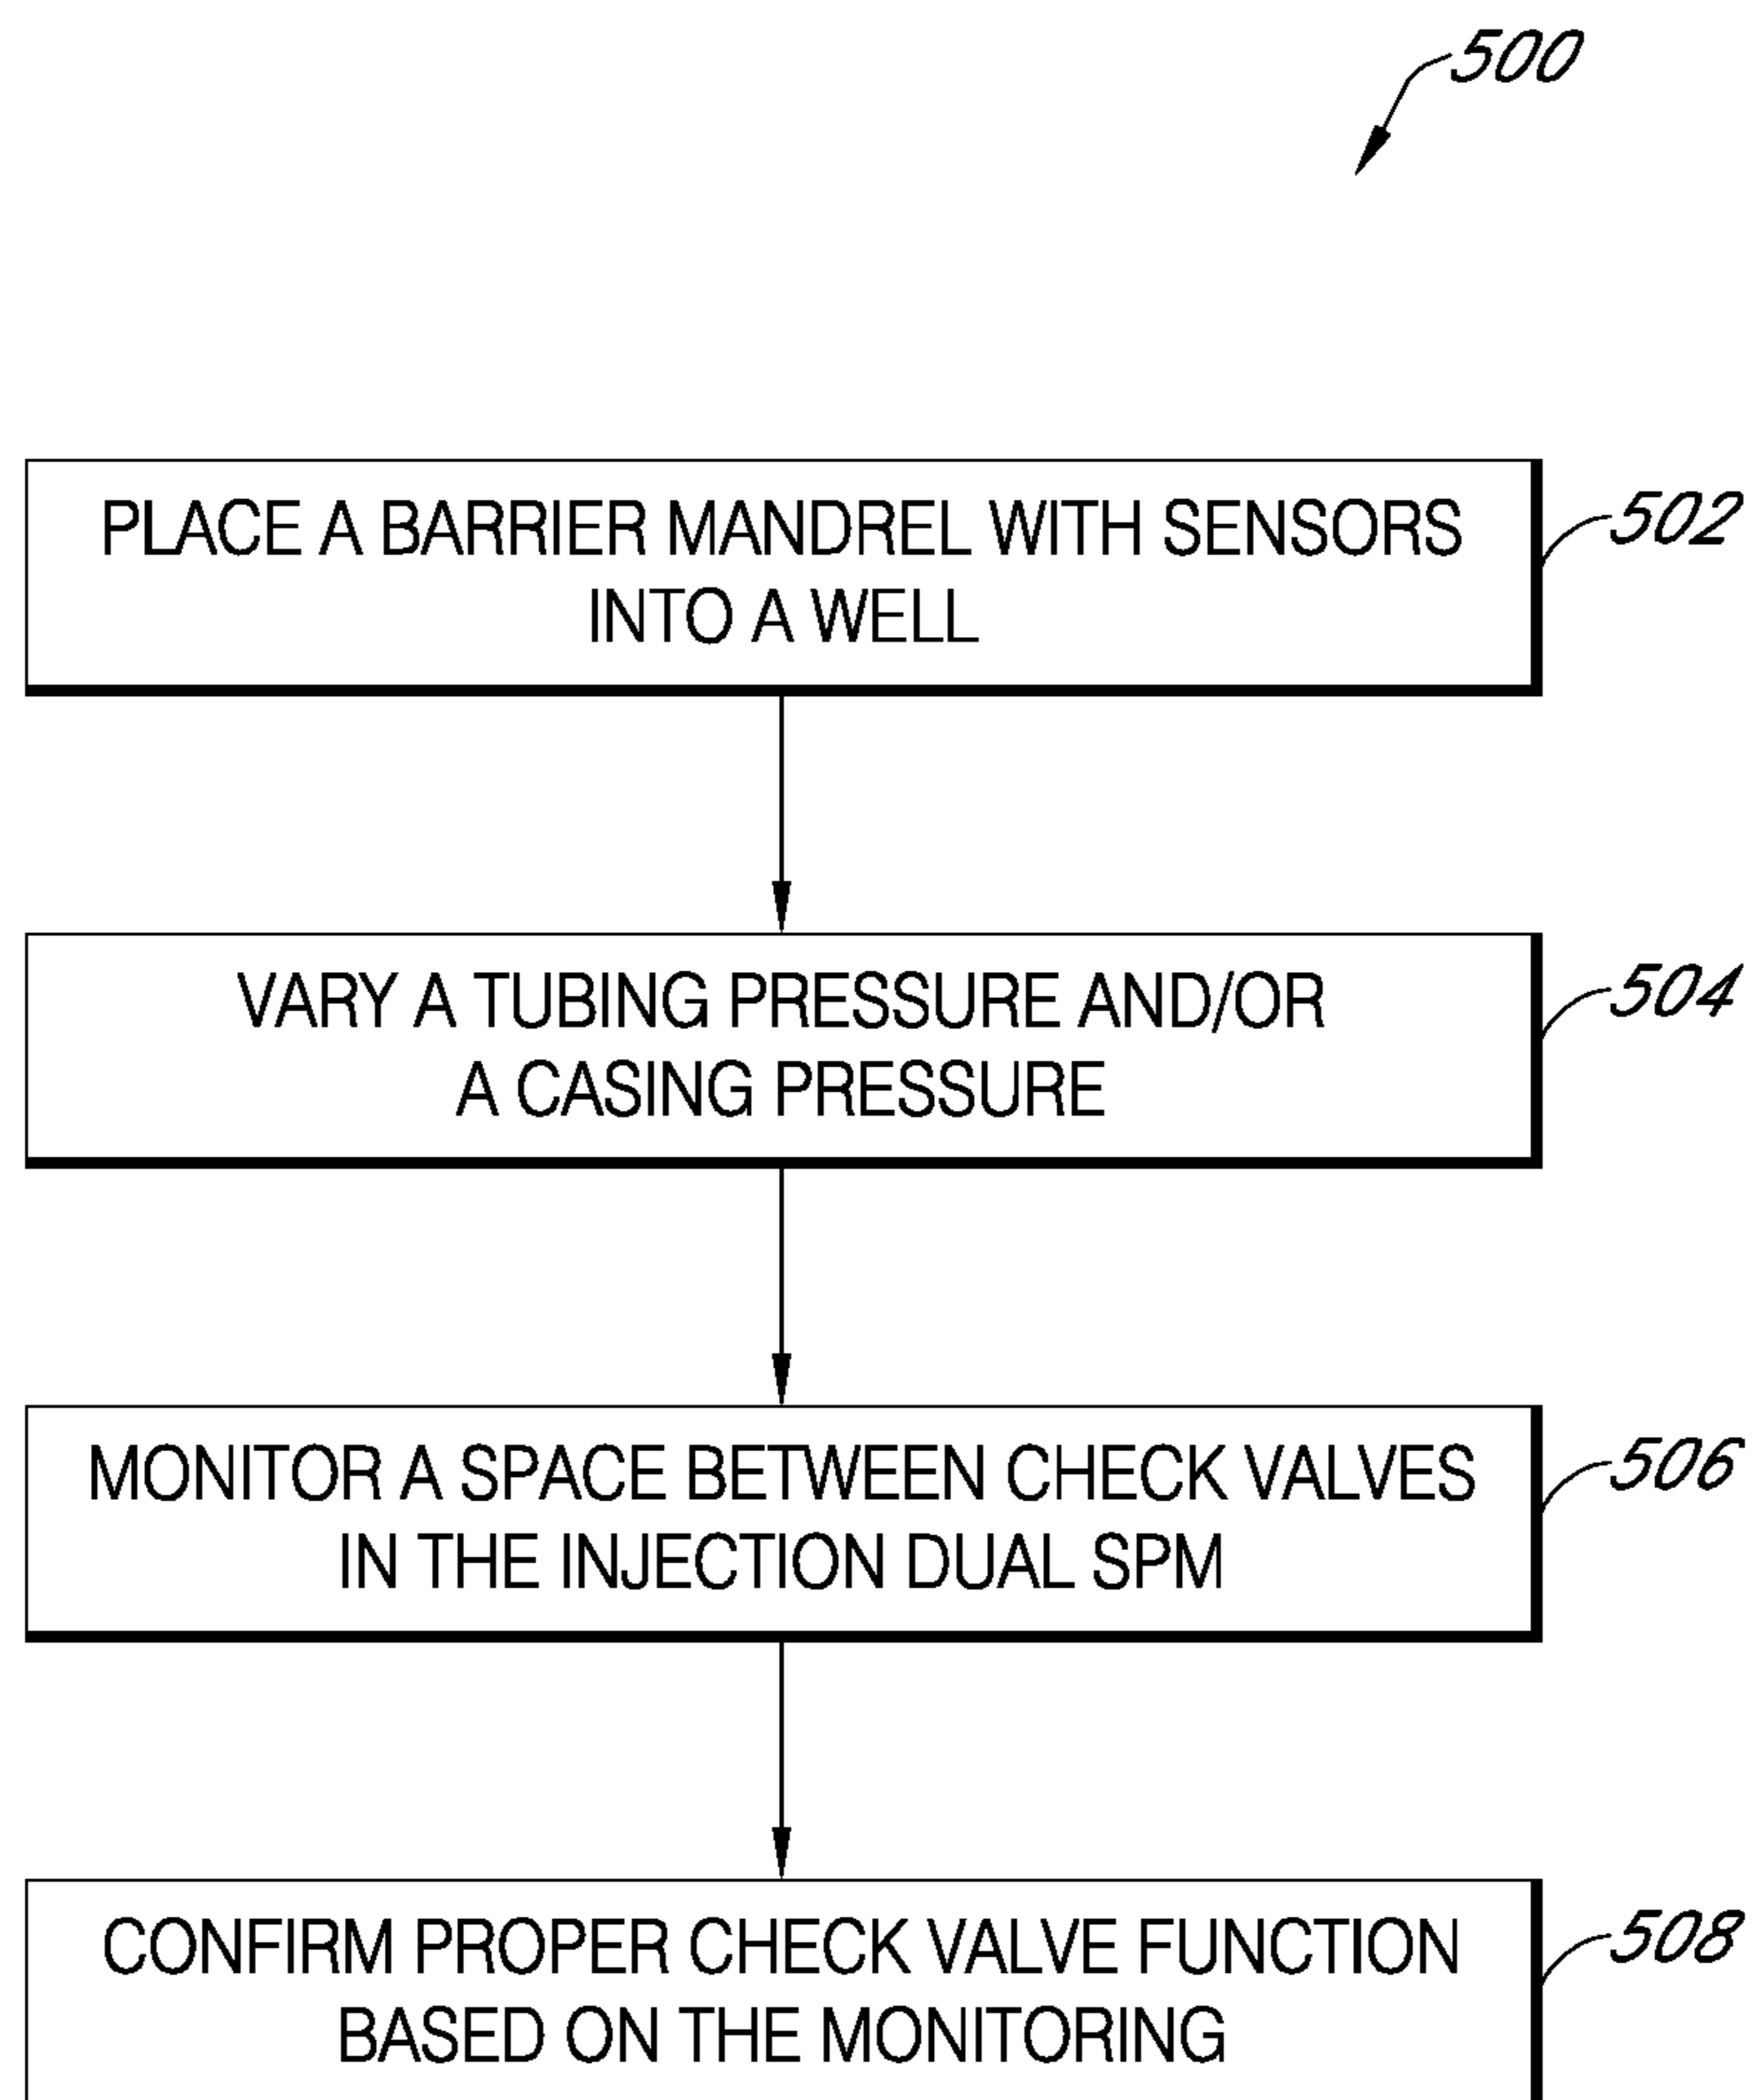 500
PLACE A BARRIER MANDREL WITH SENSORS
INTO A WELL
502
VARY A TUBING PRESSURE AND/OR
A CASING PRESSURE
504
MONITOR A SPACE BETWEEN CHECK VALVES
IN THE INJECTION DUAL SPM
506
CONFIRM PROPER CHECK VALVE FUNCTION
BASED ON THE MONITORING
508